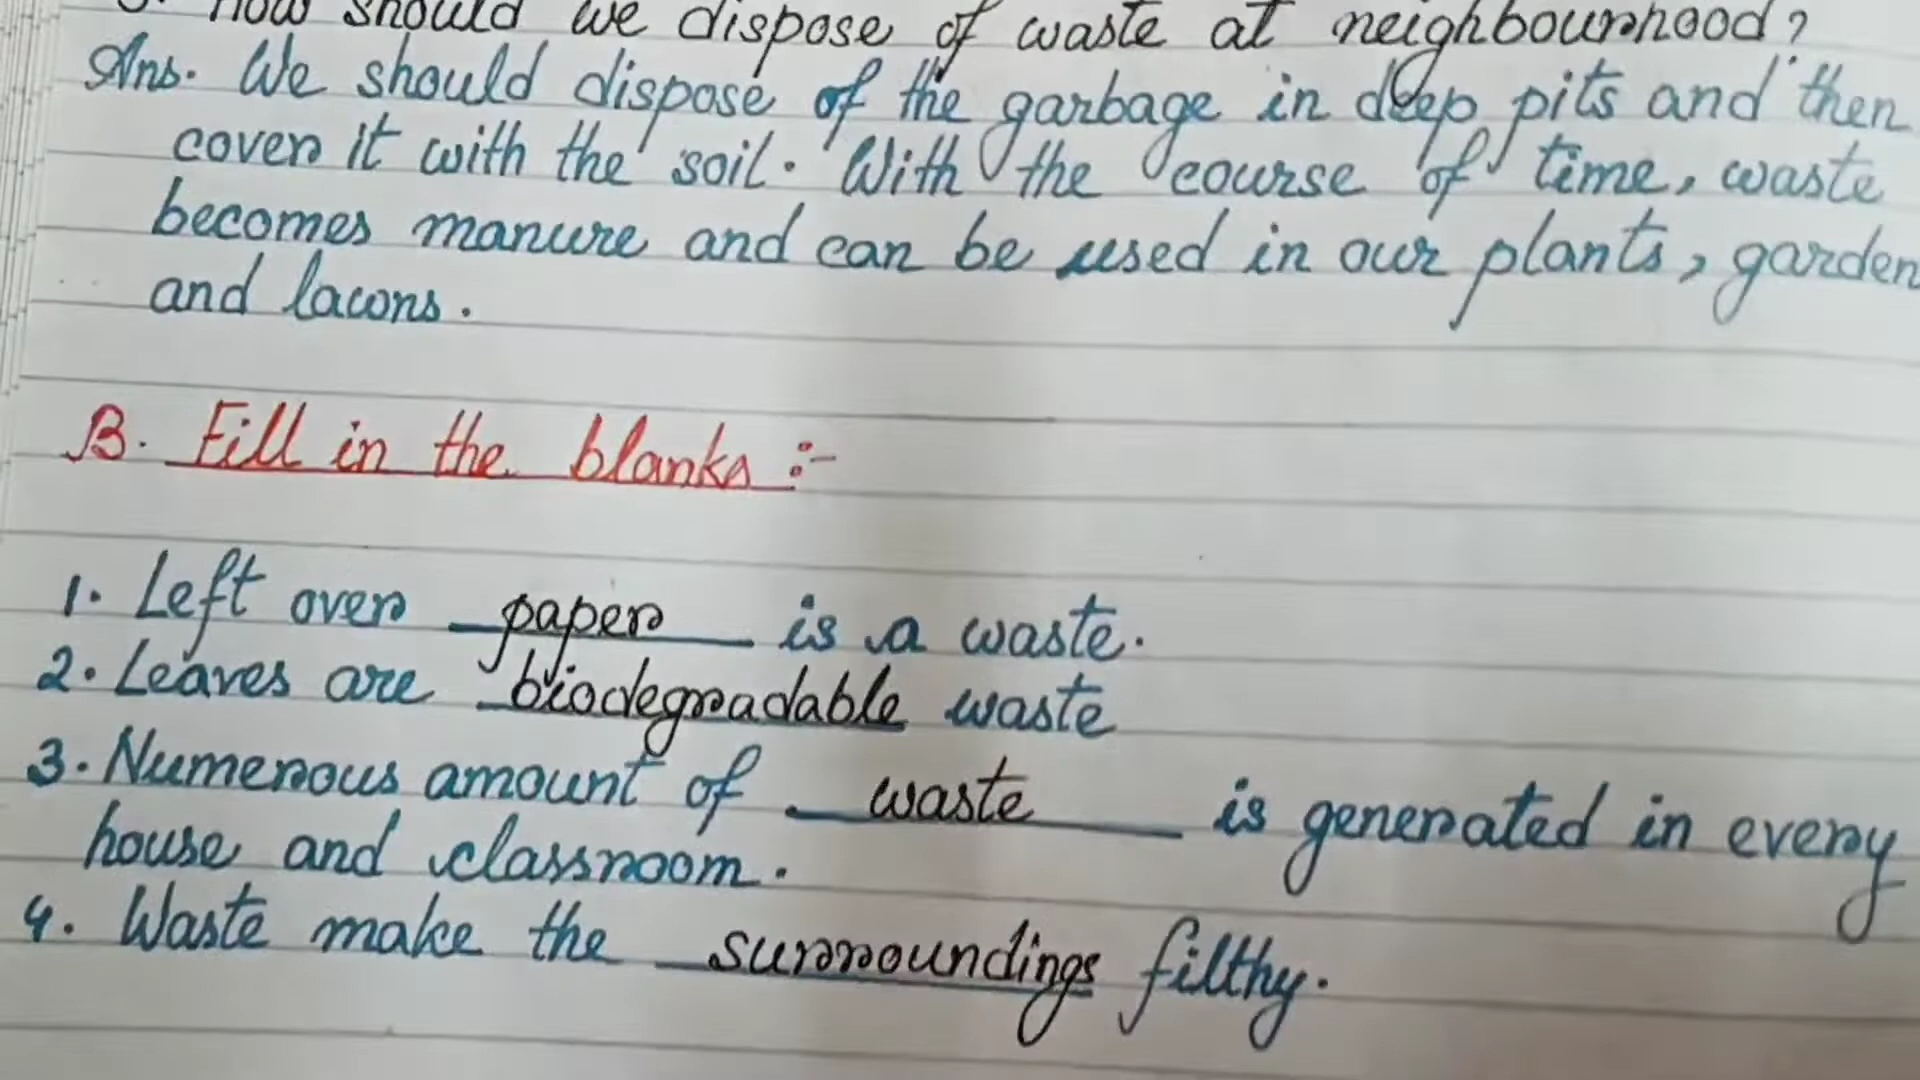 How should we dispose of waste at neighbourhood?
Ans. We should dispose of the garbage in deep pits and then
cover it with the soil. With the course of time, waste
becomes manure and can be used in our plants, garden
and lawns.
B. Fill in the blanks :-
1. Left over paper is a waste.
2. Leaves are biodegradable waste
3. Numerous amount of waste is generated in every
house and classroom.
4. Waste make the surroundings filthy.